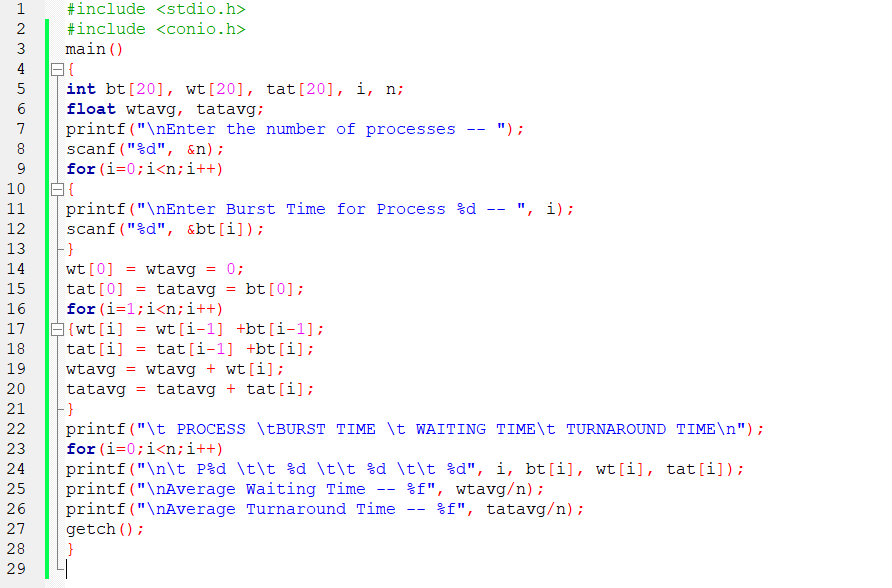 1 #include <stdio.h>
2 #include <conio.h>
3 main()
4 {
5 int bt[20], wt[20], tat[20], i, n;
6 float wtavg, tatavg;
7 printf("\nEnter the number of processes -- ");
8 scanf("%d", &n);
9 for(i=0;i<n;i++)
10 {
11 printf("\nEnter Burst Time for Process %d -- ", i);
12 scanf("%d", &bt[i]);
13 }
14 wt[0] = wtavg = 0;
15 tat[0] = tatavg = bt[0];
16 for(i=1;i<n;i++)
17 {wt[i] = wt[i-1] +bt[i-1];
18 tat[i] = tat[i-1] +bt[i];
19 wtavg = wtavg + wt[i];
20 tatavg = tatavg + tat[i];
21 }
22 printf("\t PROCESS \tBURST TIME \t WAITING TIME\t TURNAROUND TIME\n");
23 for(i=0;i<n;i++)
24 printf("\n\t P%d \t\t %d \t\t %d \t\t %d", i, bt[i], wt[i], tat[i]);
25 printf("\nAverage Waiting Time -- %f", wtavg/n);
26 printf("\nAverage Turnaround Time -- %f", tatavg/n);
27 getch();
28 }
29